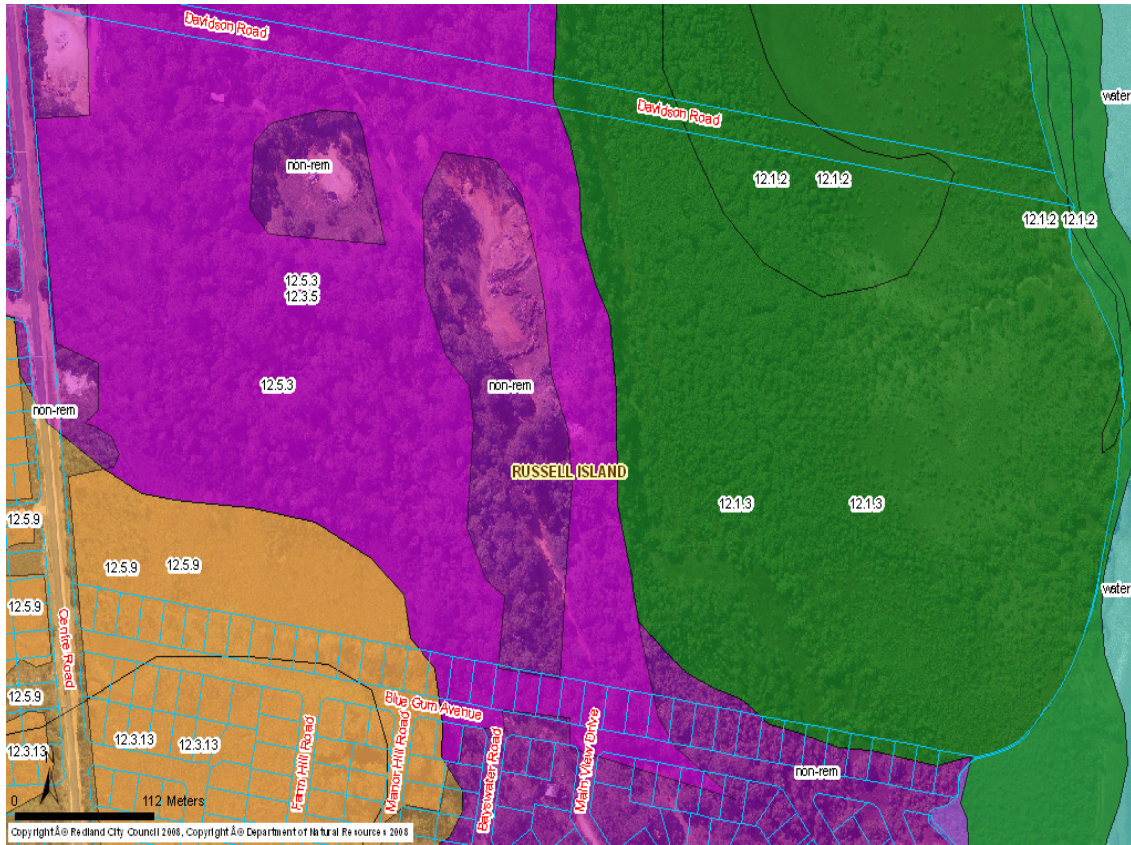 Davidson Road
water
Davidson Road
non-rem
12.1.2 12.1.2
12.1.2 12.1.2
12.5.3
12.3.5
12.5.3
non-rem
non-rem
RUSSELL ISLAND
12.1.3 12.1.3
12.5.9
12.5.9 12.5.9
water
12.5.9
Centre Road
12.5.9
Blue Gum Avenue
12.3.13 12.3.13
12.3.13
Farm Hill Road
Manor Hill Road
Bayswater Road
Main View Drive
non-rem
0 112 Meters
Copyright Â© Redland City Council 2008, Copyright Â© Department of Natural Resources 2008